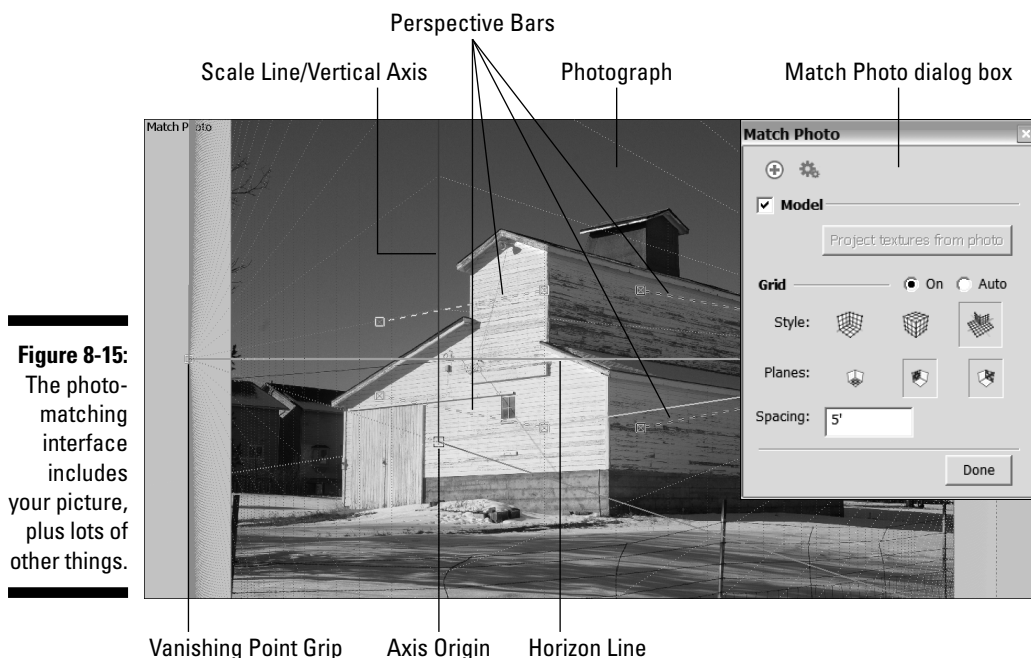 Perspective Bars
Scale Line/Vertical Axis
Photograph
Match Photo dialog box
Match Photo
Match Photo
Model
Project textures from photo
Grid
On
Auto
Style:
Planes:
Spacing:
5'
Done
Figure 8-15:
The photo-
matching
interface
includes
your picture,
plus lots of
other things.
Vanishing Point Grip
Axis Origin
Horizon Line